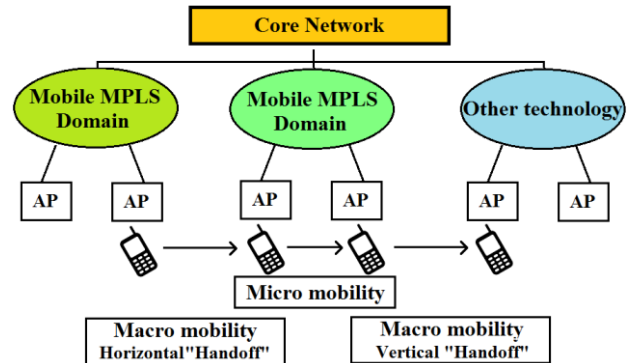 Core Network
Mobile MPLS
Domain
Mobile MPLS
Domain
Other technology
AP
AP
AP
AP
AP
AP
Micro mobility
Macro mobility
Horizontal"Handoff"
Macro mobility
Vertical "Handoff"